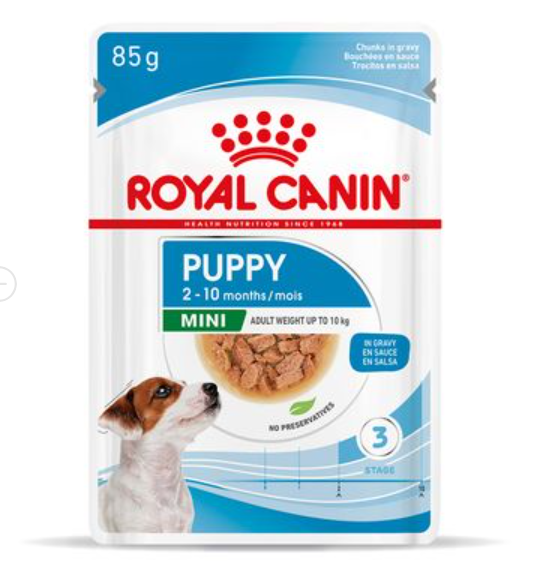 85g
Chunks in gravy
Bouchées en sauce
Trocitos en salsa
ROYAL CANIN®
HEALTH NUTRITION SINCE 1968
PUPPY
2 - 10 months/mois
MINI
ADULT WEIGHT UP TO 10 kg
IN GRAVY
EN SAUCE
EN SALSA
NO PRESERVATIVES
3
STAGE